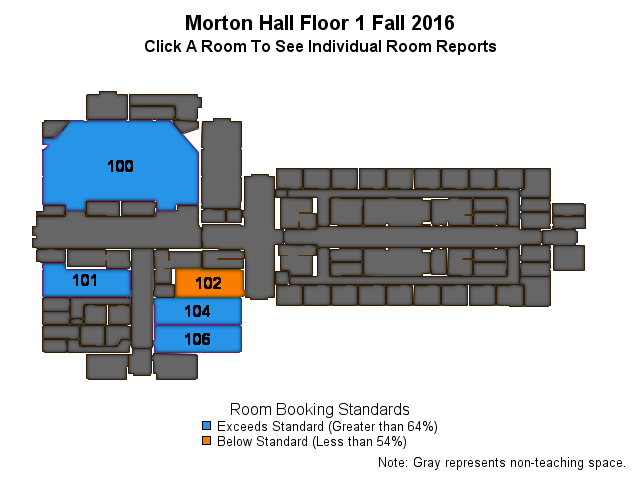 Morton Hall Floor 1 Fall 2016
Click A Room To See Individual Room Reports
100
101
102
104
106
Room Booking Standards
Exceeds Standard (Greater than 64%)
Below Standard (Less than 54%)
Note: Gray represents non-teaching space.